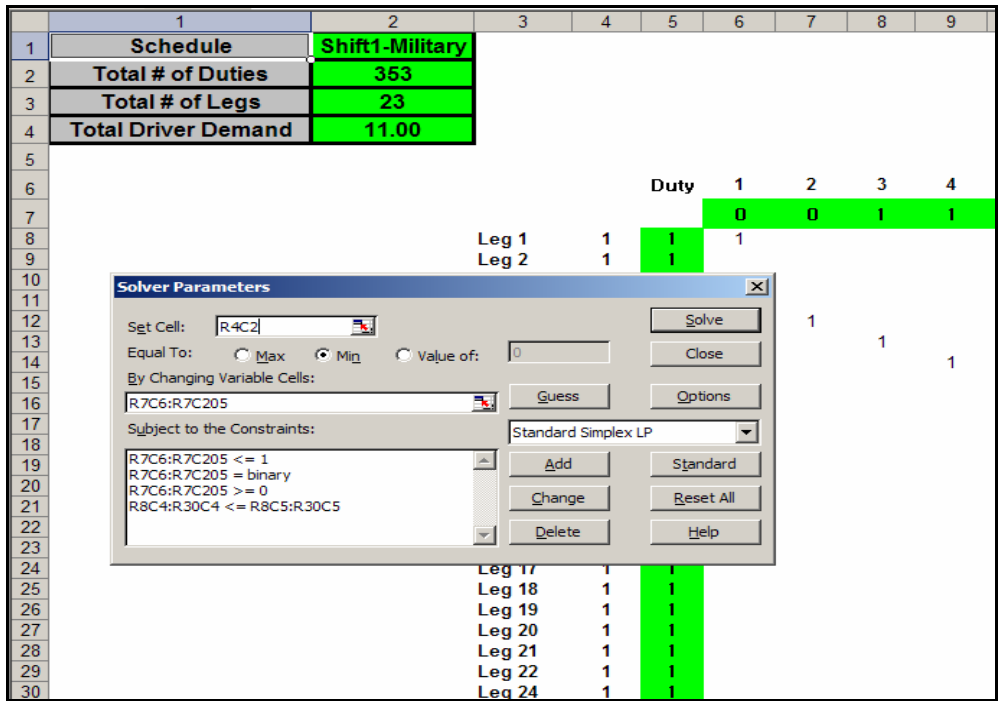 1 2 3 4 5 6 7 8 9
1 Schedule Shift1-Military
2 Total # of Duties 353
3 Total # of Legs 23
4 Total Driver Demand 11.00
5
6 Duty 1 2 3 4
7 0 0 1 1
8 Leg 1 1 1 1
9 Leg 2 1 1
10
11
12 1
13 1
14 1
15
16
17
18
19
20
21
22
23
Solver Parameters
Set Cell: R4C2 Solve
Equal To: Max Min Value of: 0 Close
By Changing Variable Cells:
R7C6:R7C205 Guess Options
Subject to the Constraints: Standard Simplex LP
R7C6:R7C205 <= 1 Add Standard
R7C6:R7C205 = binary
R7C6:R7C205 >= 0 Change Reset All
R8C4:R30C4 <= R8C5:R30C5
Delete Help
24 Leg 17 1 1
25 Leg 18 1 1
26 Leg 19 1 1
27 Leg 20 1 1
28 Leg 21 1 1
29 Leg 22 1 1
30 Leg 24 1 1